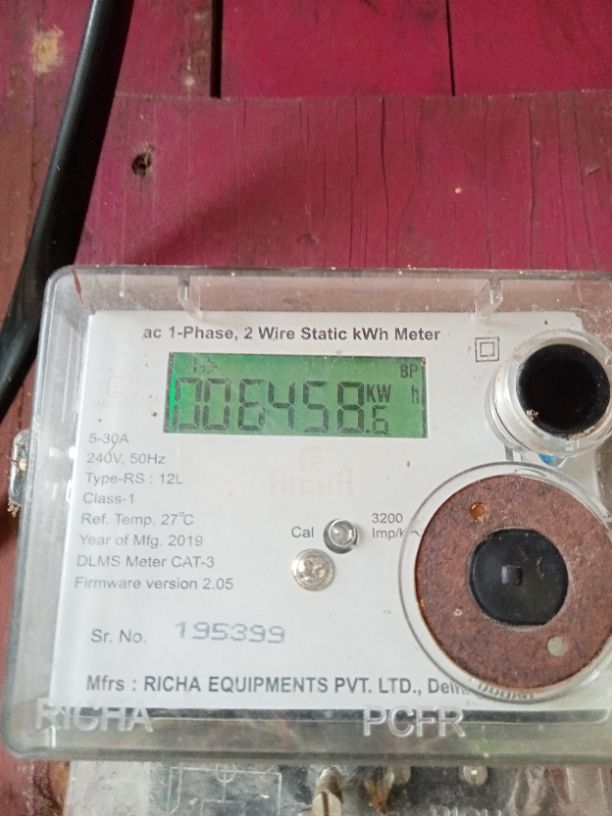 ac 1-Phase, 2 Wire Static kWh Meter
BP
006458.6 KW h
5-30A
240V, 50Hz
Type-RS : 12L
Class-1
Ref. Temp. 27°C
Year of Mfg. 2019
DLMS Meter CAT-3
Firmware version 2.05
RICHA
Cal
3200
Sr. No. 195399
Mfrs : RICHA EQUIPMENTS PVT. LTD.,
RICHA PCFR